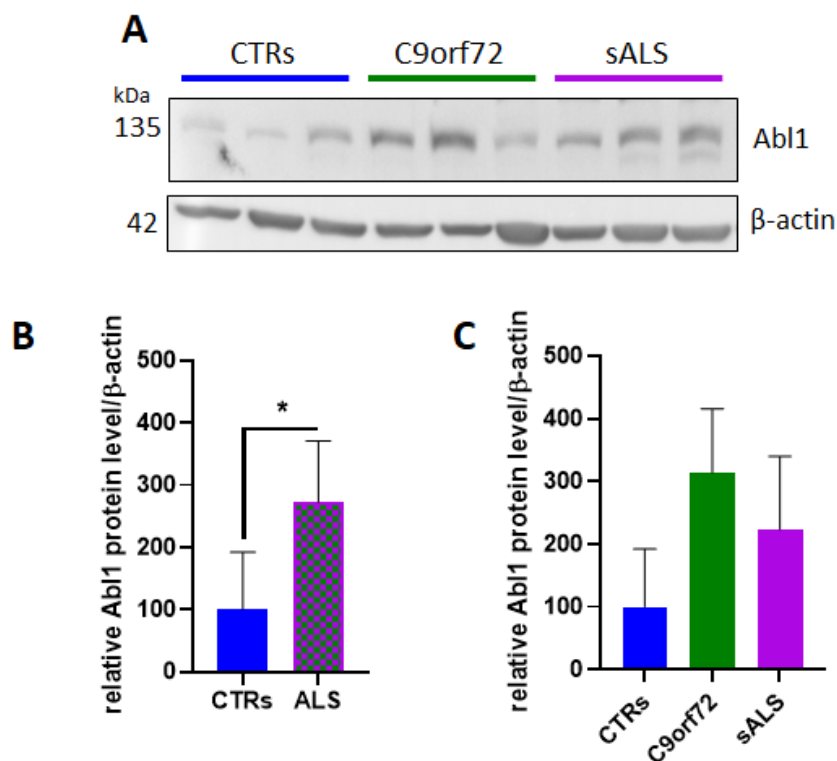 A
CTRs C9orf72 sALS
kDa
135 Abl1
42 β-actin
B
relative Abl1 protein level/β-actin
500
400
300
200
100
0
*
CTRs ALS
C
relative Abl1 protein level/β-actin
500
400
300
200
100
0
CTRs C9orf72 sALS